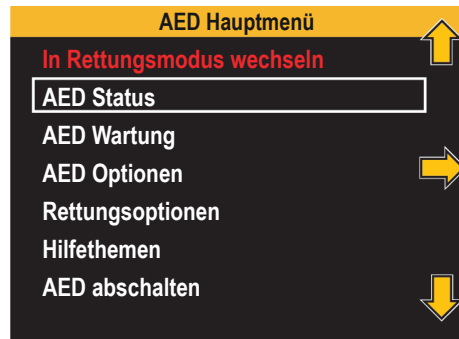 AED Hauptmenü
In Rettungsmodus wechseln
AED Status
AED Wartung
AED Optionen
Rettungsoptionen
Hilfethemen
AED abschalten